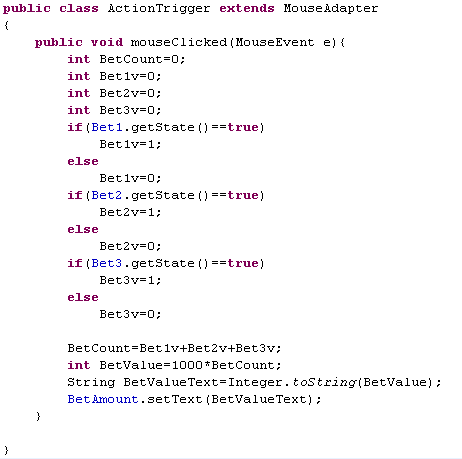 public class ActionTrigger extends MouseAdapter
{
public void mouseClicked(MouseEvent e){
int BetCount=0;
int Bet1v=0;
int Bet2v=0;
int Bet3v=0;
if(Bet1.getState()==true)
Bet1v=1;
else
Bet1v=0;
if(Bet2.getState()==true)
Bet2v=1;
else
Bet2v=0;
if(Bet3.getState()==true)
Bet3v=1;
else
Bet3v=0;
BetCount=Bet1v+Bet2v+Bet3v;
int BetValue=1000*BetCount;
String BetValueText=Integer.toString(BetValue);
BetAmount.setText(BetValueText);
}
}